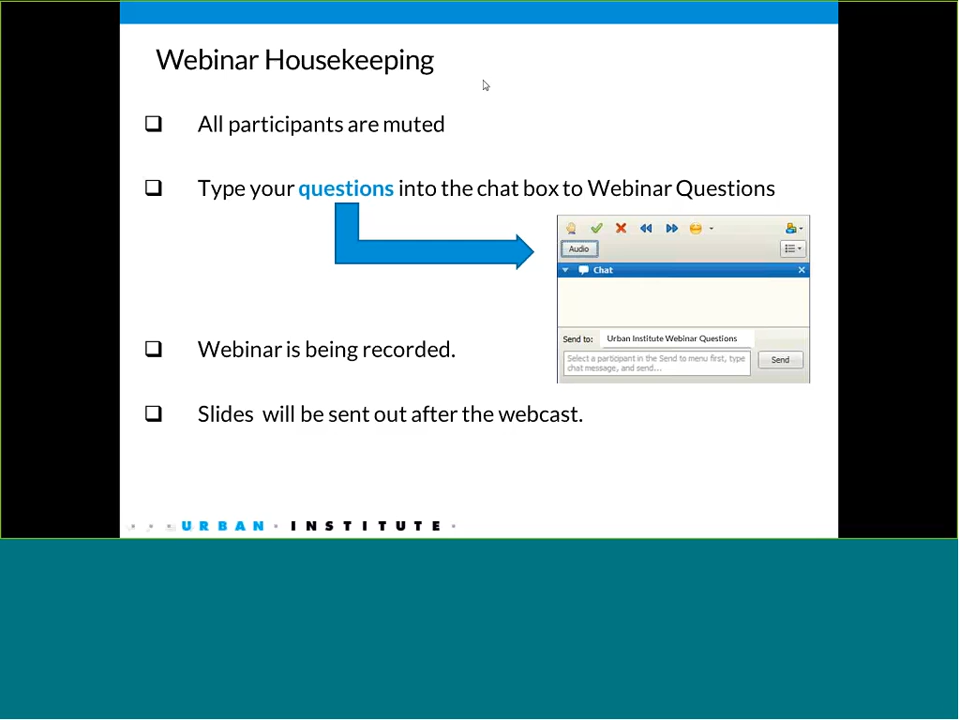 Webinar Housekeeping
All participants are muted
Type your questions into the chat box to Webinar Questions
Audio
Chat
Send to: Urban Institute Webinar Questions
Select a participant in the Send to menu first, type
chat message, and send...
Send
Webinar is being recorded.
Slides will be sent out after the webcast.
URBAN · INSTITUTE